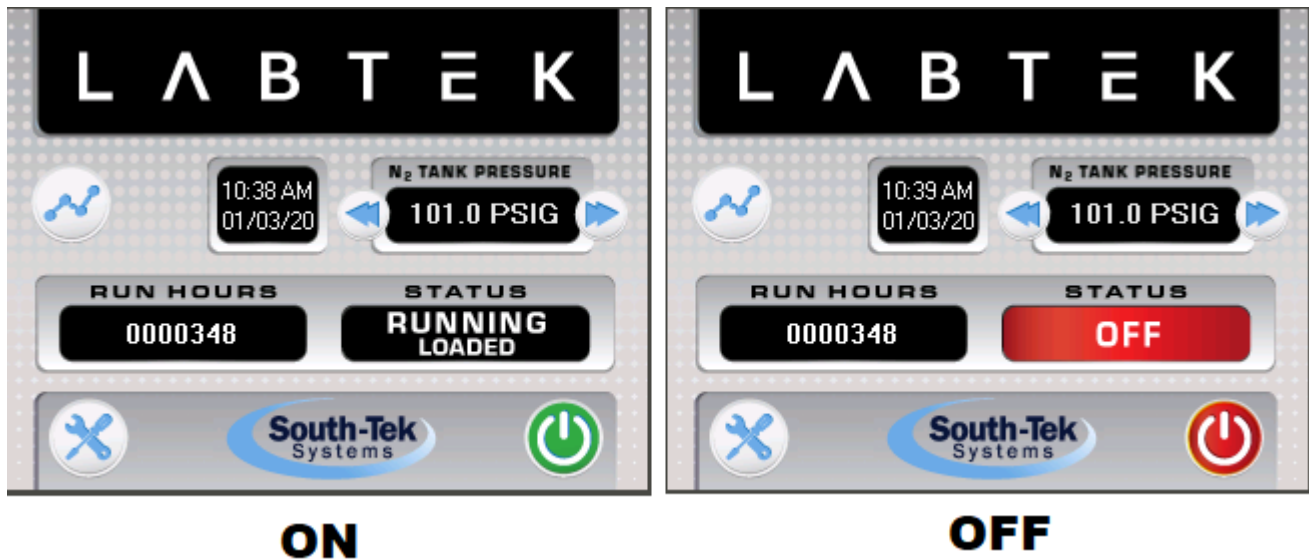 LABTEK
10:38 AM
01/03/20
N₂ TANK PRESSURE
101.0 PSIG
RUN HOURS
0000348
STATUS
RUNNING
LOADED
South-Tek
Systems
ON
LABTEK
10:39 AM
01/03/20
N₂ TANK PRESSURE
101.0 PSIG
RUN HOURS
0000348
STATUS
OFF
South-Tek
Systems
OFF